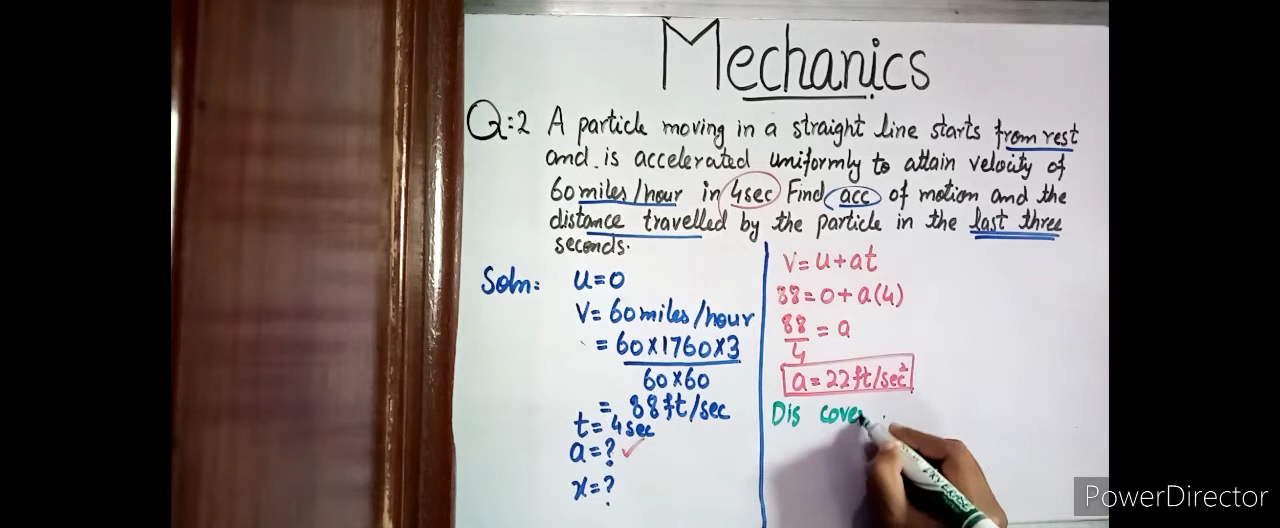 Mechanics
Q:2 A particle moving in a straight line starts from rest
and is accelerated uniformly to attain velocity of
60 miles/hour in 4sec Find acc of motion and the
distance travelled by the particle in the last three
seconds.
Soln: u=0
V=60miles/hour
= 60×1760×3
60×60
= 88ft/sec
t=4sec
a=?
x=?
V=u+at
88=0+a(4)
88/4 = a
a=22ft/sec²
Dis cove
PowerDirector